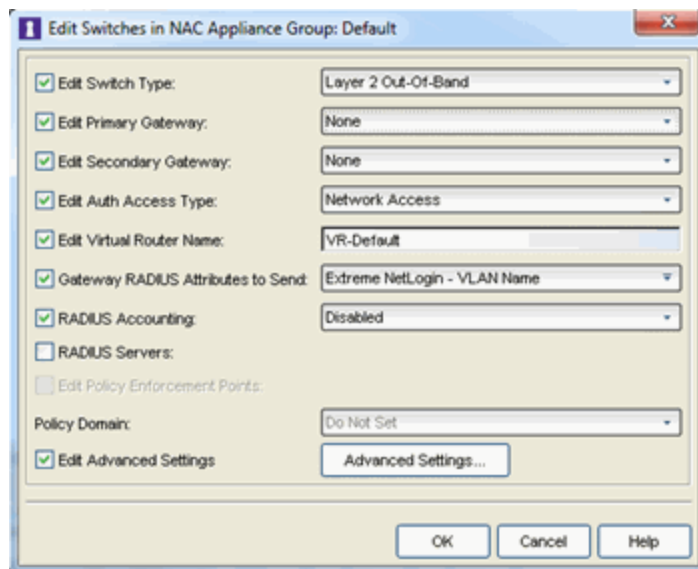 Edit Switches in NAC Appliance Group: Default
Edit Switch Type: Layer 2 Out-Of-Band
Edit Primary Gateway: None
Edit Secondary Gateway: None
Edit Auth Access Type: Network Access
Edit Virtual Router Name: VR-Default
Gateway RADIUS Attributes to Send: Extreme NetLogin - VLAN Name
RADIUS Accounting: Disabled
RADIUS Servers:
Edit Policy Enforcement Points:
Policy Domain: Do Not Set
Edit Advanced Settings Advanced Settings...
OK Cancel Help